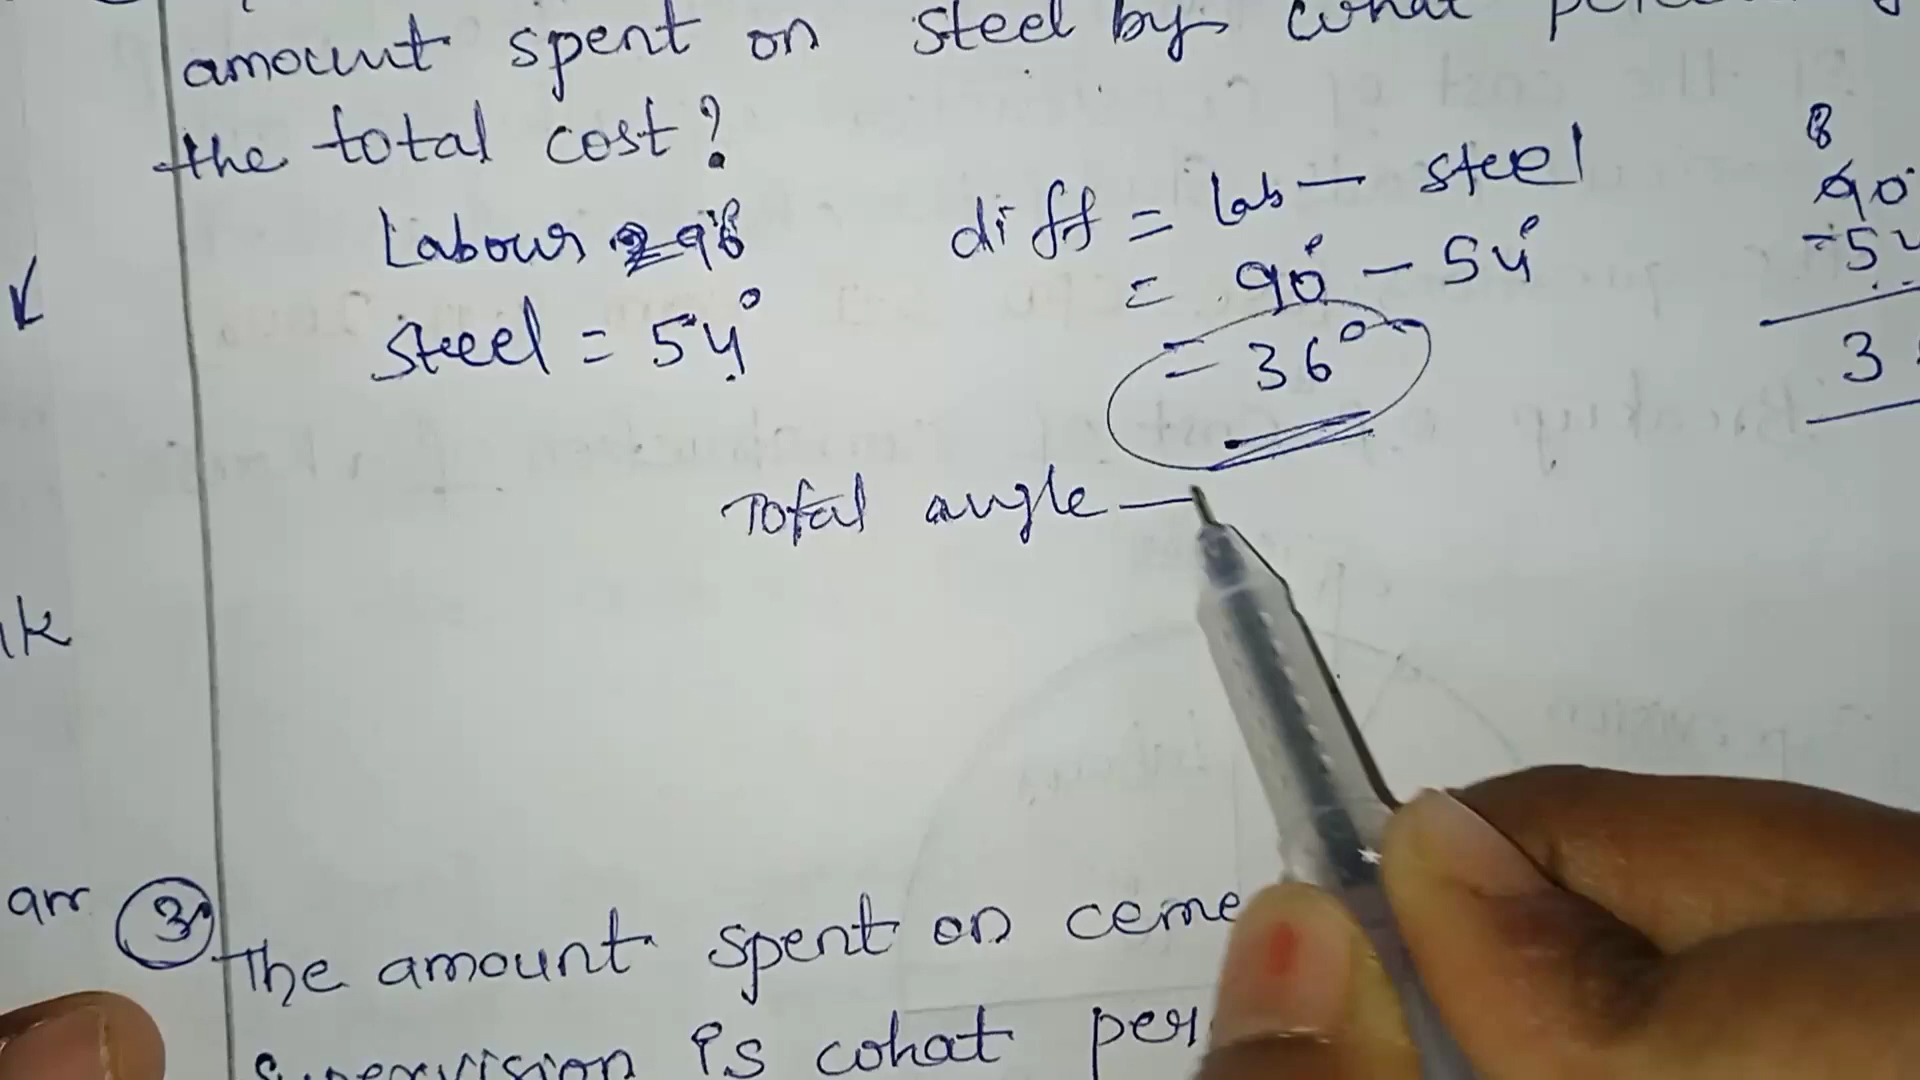 amount spent on steel by what
the total cost?
Labour = 90°
steel = 54°
diff = lab — steel
= 90° — 54°
= 36°
8
90
-54
3
Total angle —
③ The amount spent on ceme
supervision is what per
ik
arr